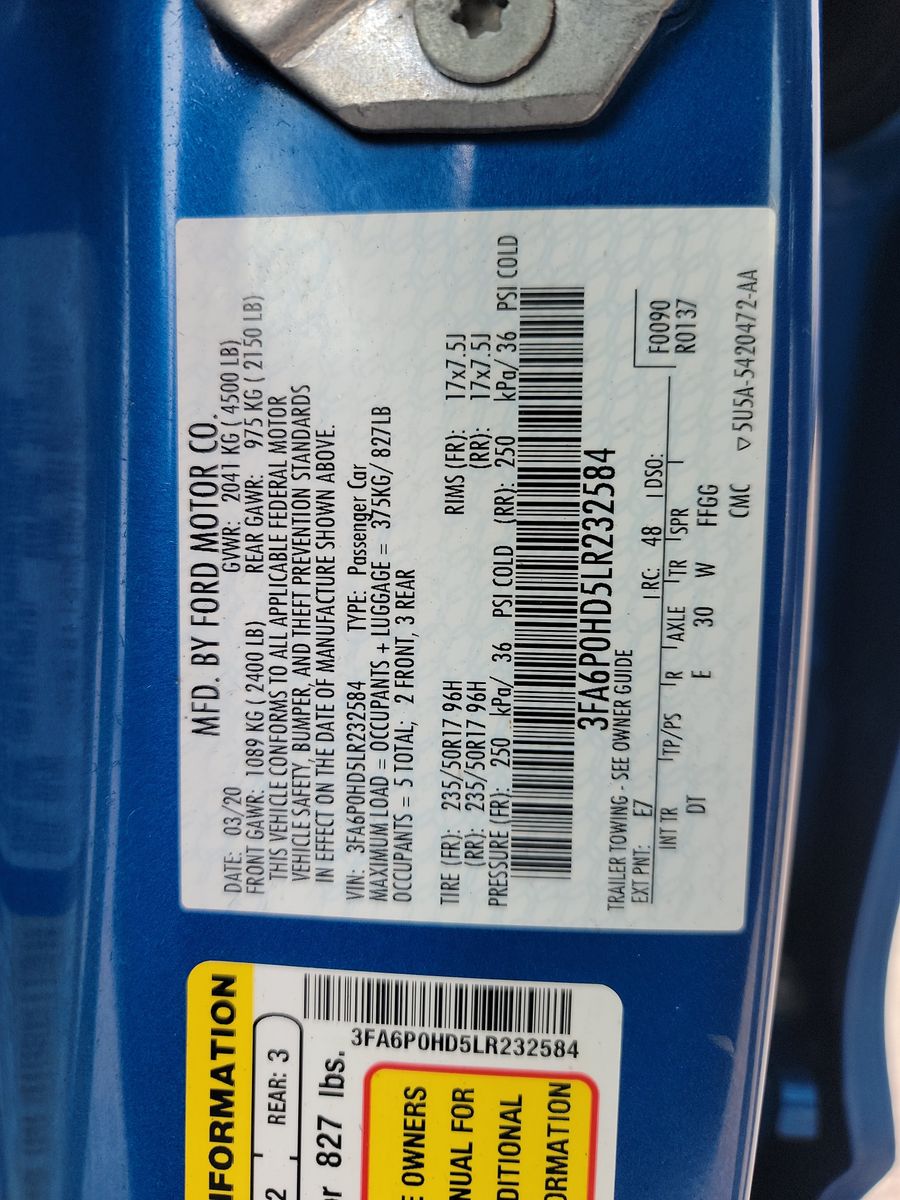 MFD. BY FORD MOTOR CO.
DATE: 03/20 GVWR: 2041 KG ( 4500 LB)
FRONT GAWR: 1089 KG ( 2400 LB) REAR GAWR: 975 KG ( 2150 LB)
THIS VEHICLE CONFORMS TO ALL APPLICABLE FEDERAL MOTOR
VEHICLE SAFETY, BUMPER, AND THEFT PREVENTION STANDARDS
IN EFFECT ON THE DATE OF MANUFACTURE SHOWN ABOVE.
VIN: 3FA6P0HD5LR232584 TYPE: Passenger Car
MAXIMUM LOAD = OCCUPANTS + LUGGAGE = 375KG/ 827LB
OCCUPANTS = 5 TOTAL; 2 FRONT, 3 REAR
TIRE (FR): 235/50R17 96H RIMS (FR): 17x7.5J
(RR): 235/50R17 96H (RR): 17x7.5J
PRESSURE (FR): 250 kPa/ 36 PSI COLD (RR): 250 kPa/ 36 PSI COLD
3FA6P0HD5LR232584
TRAILER TOWING - SEE OWNER GUIDE
EXT PNT: E7 RC: 48 DSO: F0090
R0137
INT TR TP/PS R AXLE TR SPR
DT E 30 W FFGG
CMC ▽5U5A-5420472-AA
REAR: 3
827 lbs.
3FA6P0HD5LR232584
OWNERS
FOR